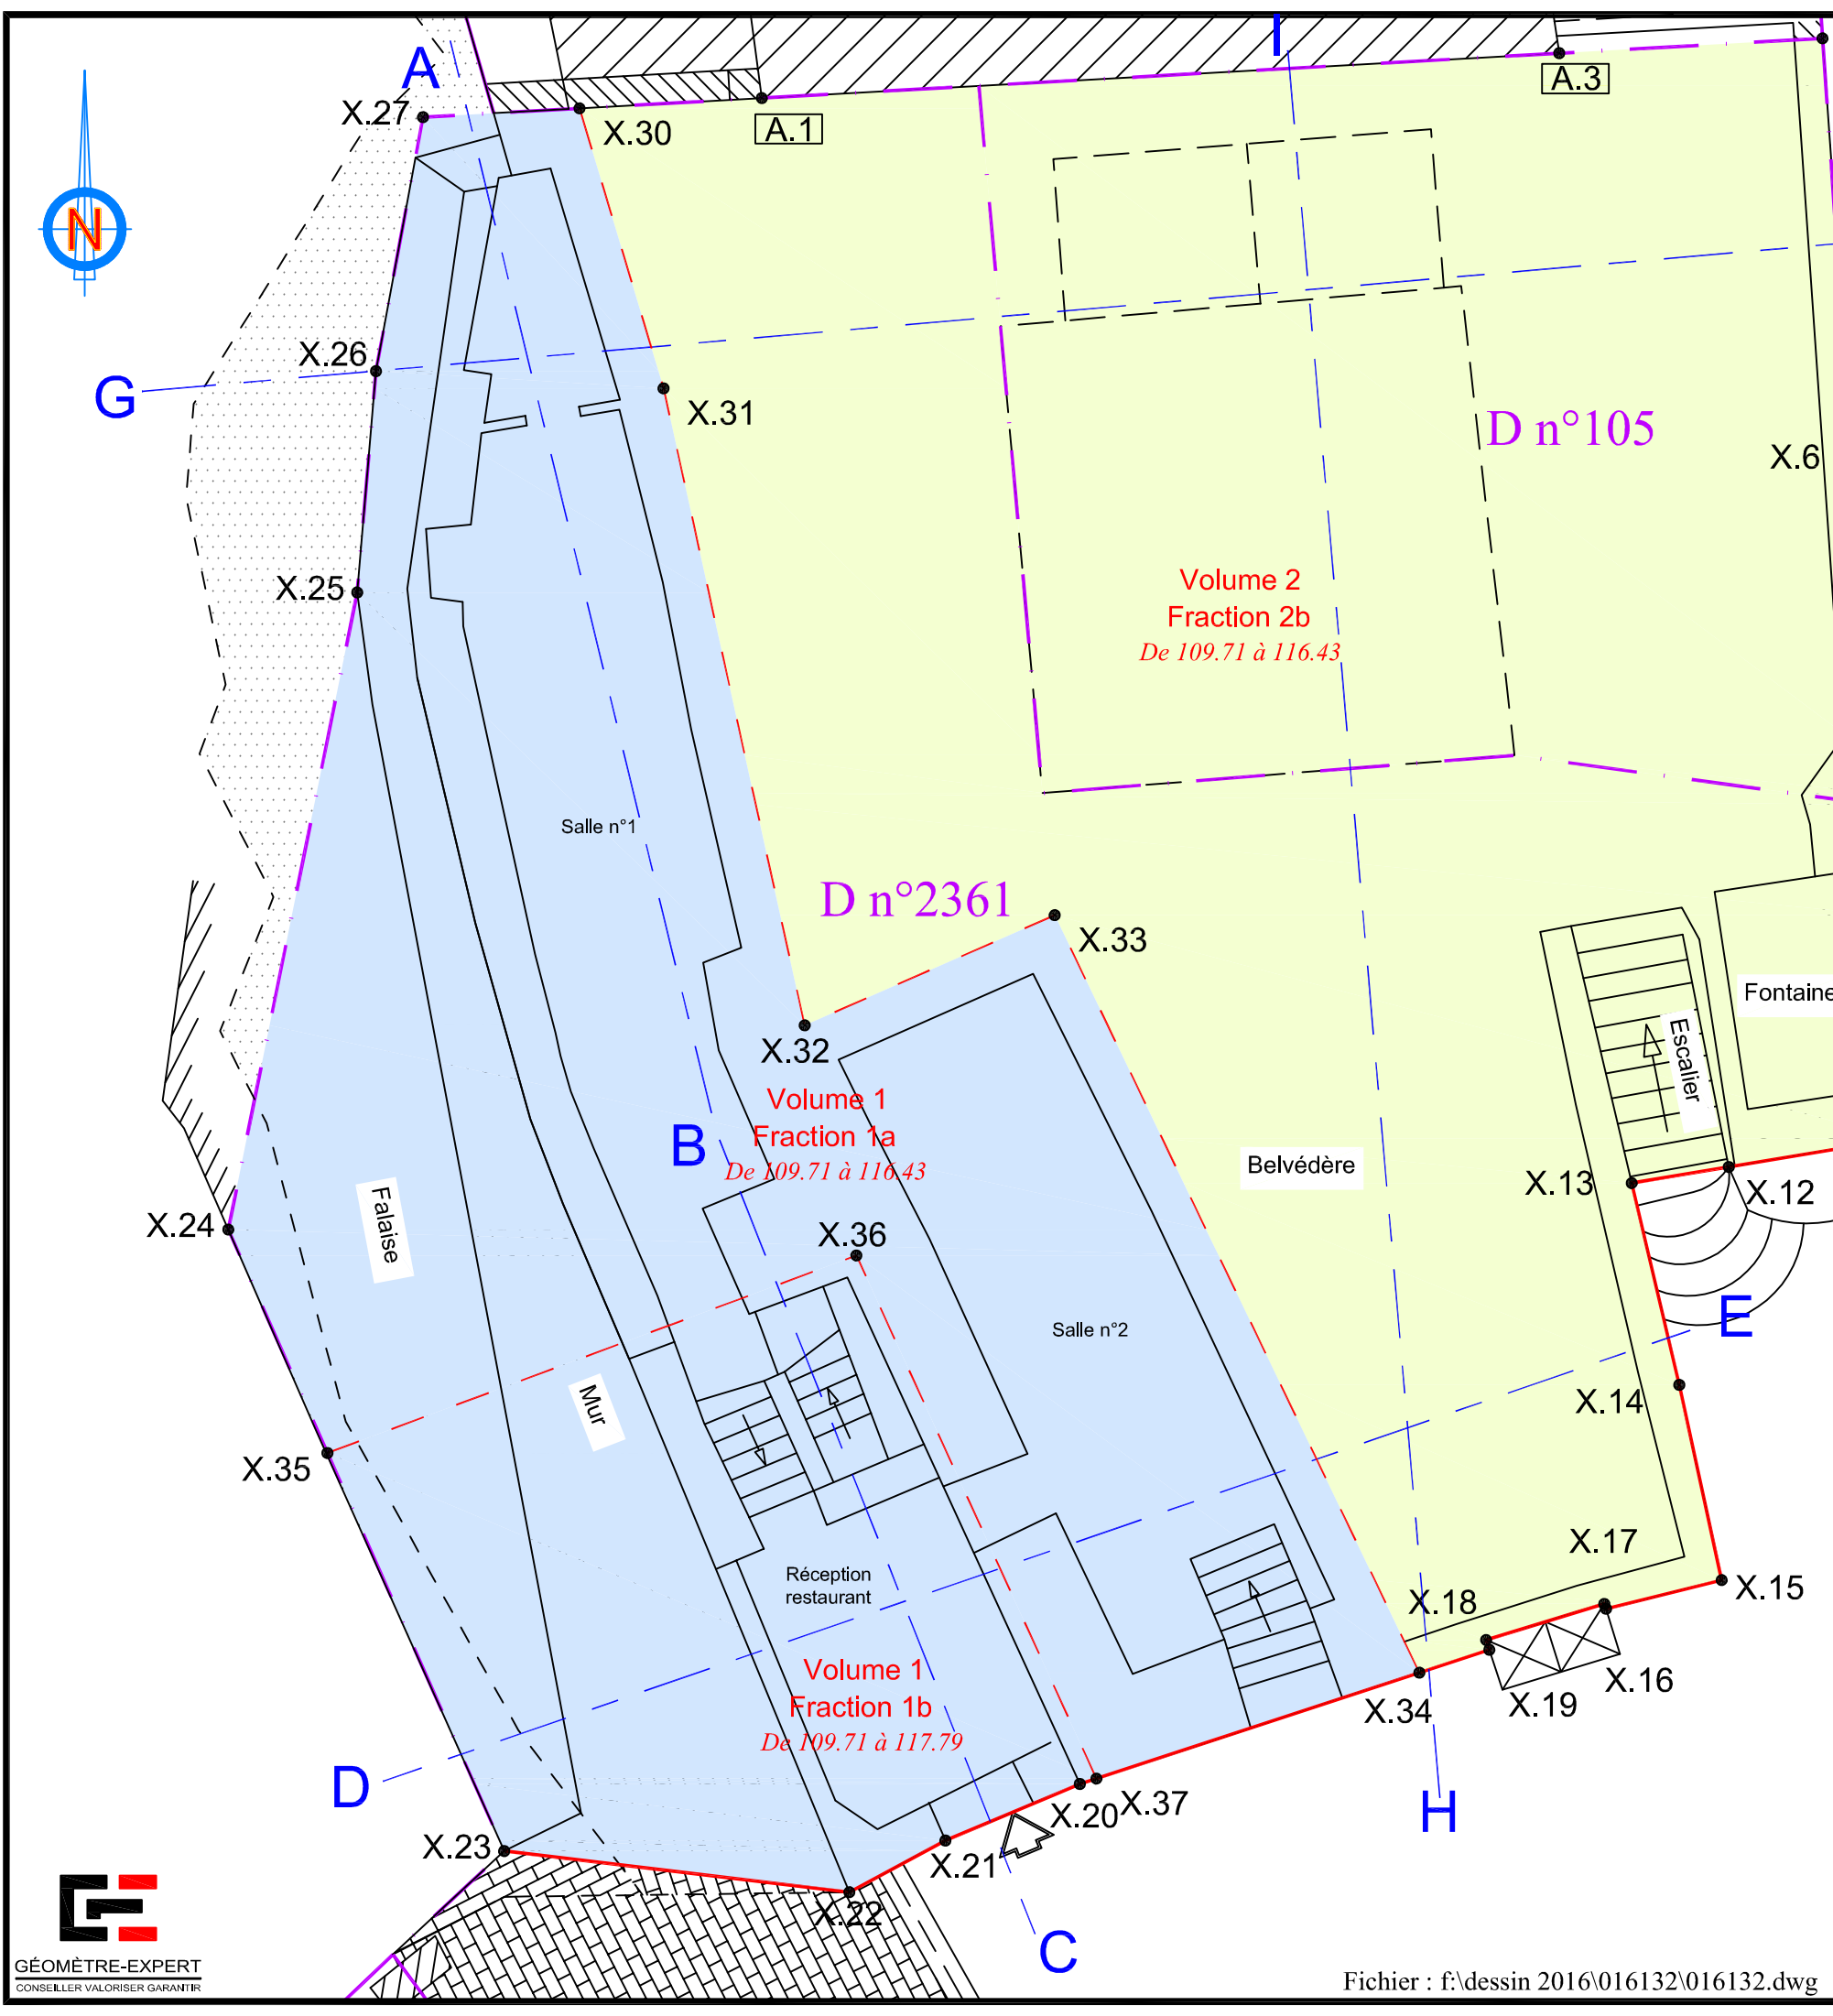 I
A
X.27
X.30
A.1
A.3
N
X.26
G
X.31
D n°105
X.6
X.25
Volume 2
Fraction 2b
De 109.71 à 116.43
Salle n°1
D n°2361
X.33
Fontaine
X.32
Escalier
Volume 1
Fraction 1a
De 109.71 à 116.43
B
Belvédère
X.13
X.12
X.24
Falaise
X.36
E
Salle n°2
X.14
Mur
X.35
X.17
Réception
restaurant
X.18
X.15
Volume 1
Fraction 1b
De 109.71 à 117.79
X.34
X.19
X.16
D
X.20
X.37
H
X.23
X.21
X.22
C
GÉOMÈTRE-EXPERT
CONSEILLER VALORISER GARANTIR
Fichier : f:\dessin 2016\016132\016132.dwg